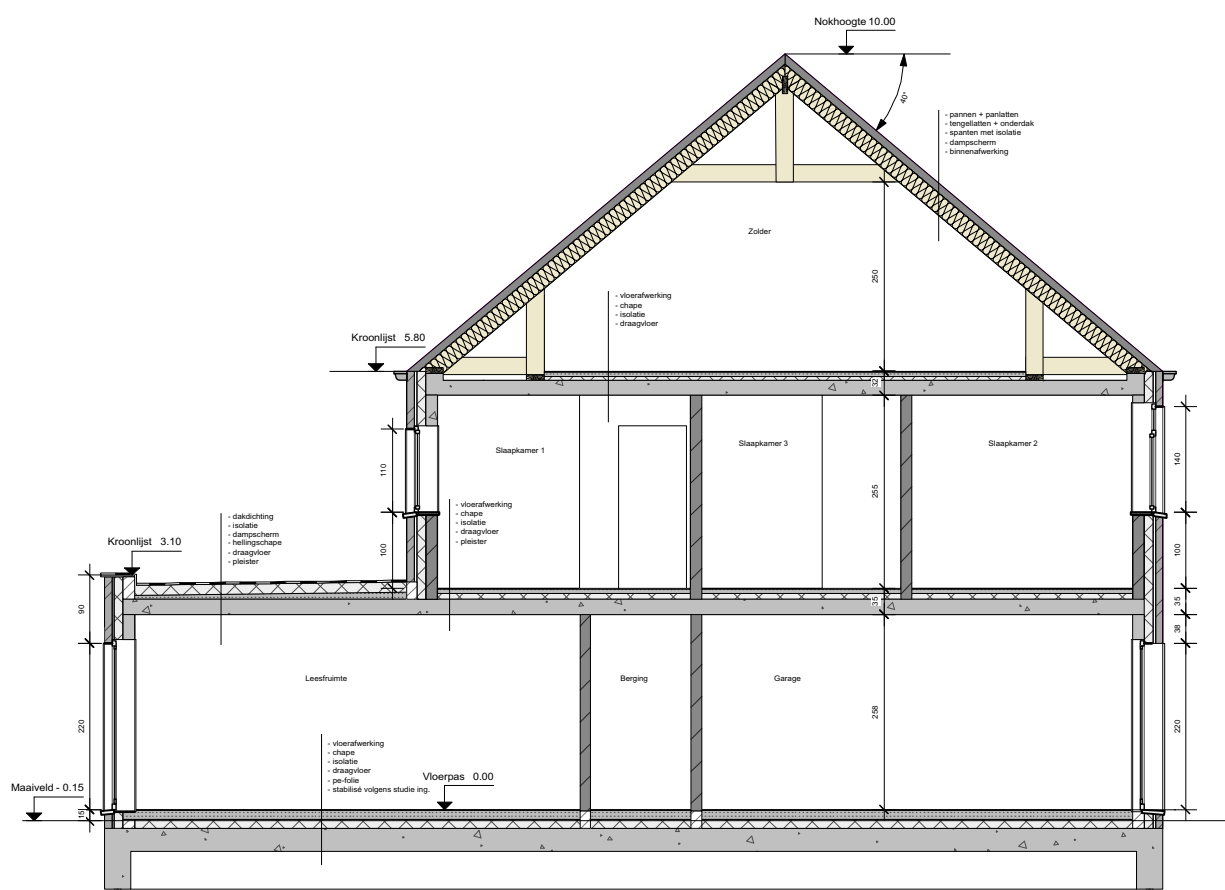 Nokhoogte 10.00
40°
- pannen + panlatten
- tengellatten + onderdak
- spanten met isolatie
- dampscherm
- binnenafwerking
Zolder
250
- vloerafwerking
- chape
- isolatie
- draagvloer
Kroonlijst 5.80
32
Slaapkamer 1
Slaapkamer 3
Slaapkamer 2
110
255
140
- dakdichting
- isolatie
- dampscherm
- hellingschape
- draagvloer
- pleister
- vloerafwerking
- chape
- isolatie
- draagvloer
- pleister
Kroonlijst 3.10
100
100
90
35
35
38
Leesfruimte
Berging
Garage
220
258
220
- vloerafwerking
- chape
- isolatie
- draagvloer
- pe-folie
- stabilisé volgens studie ing.
Vloerpas 0.00
Maaiveld - 0.15
15